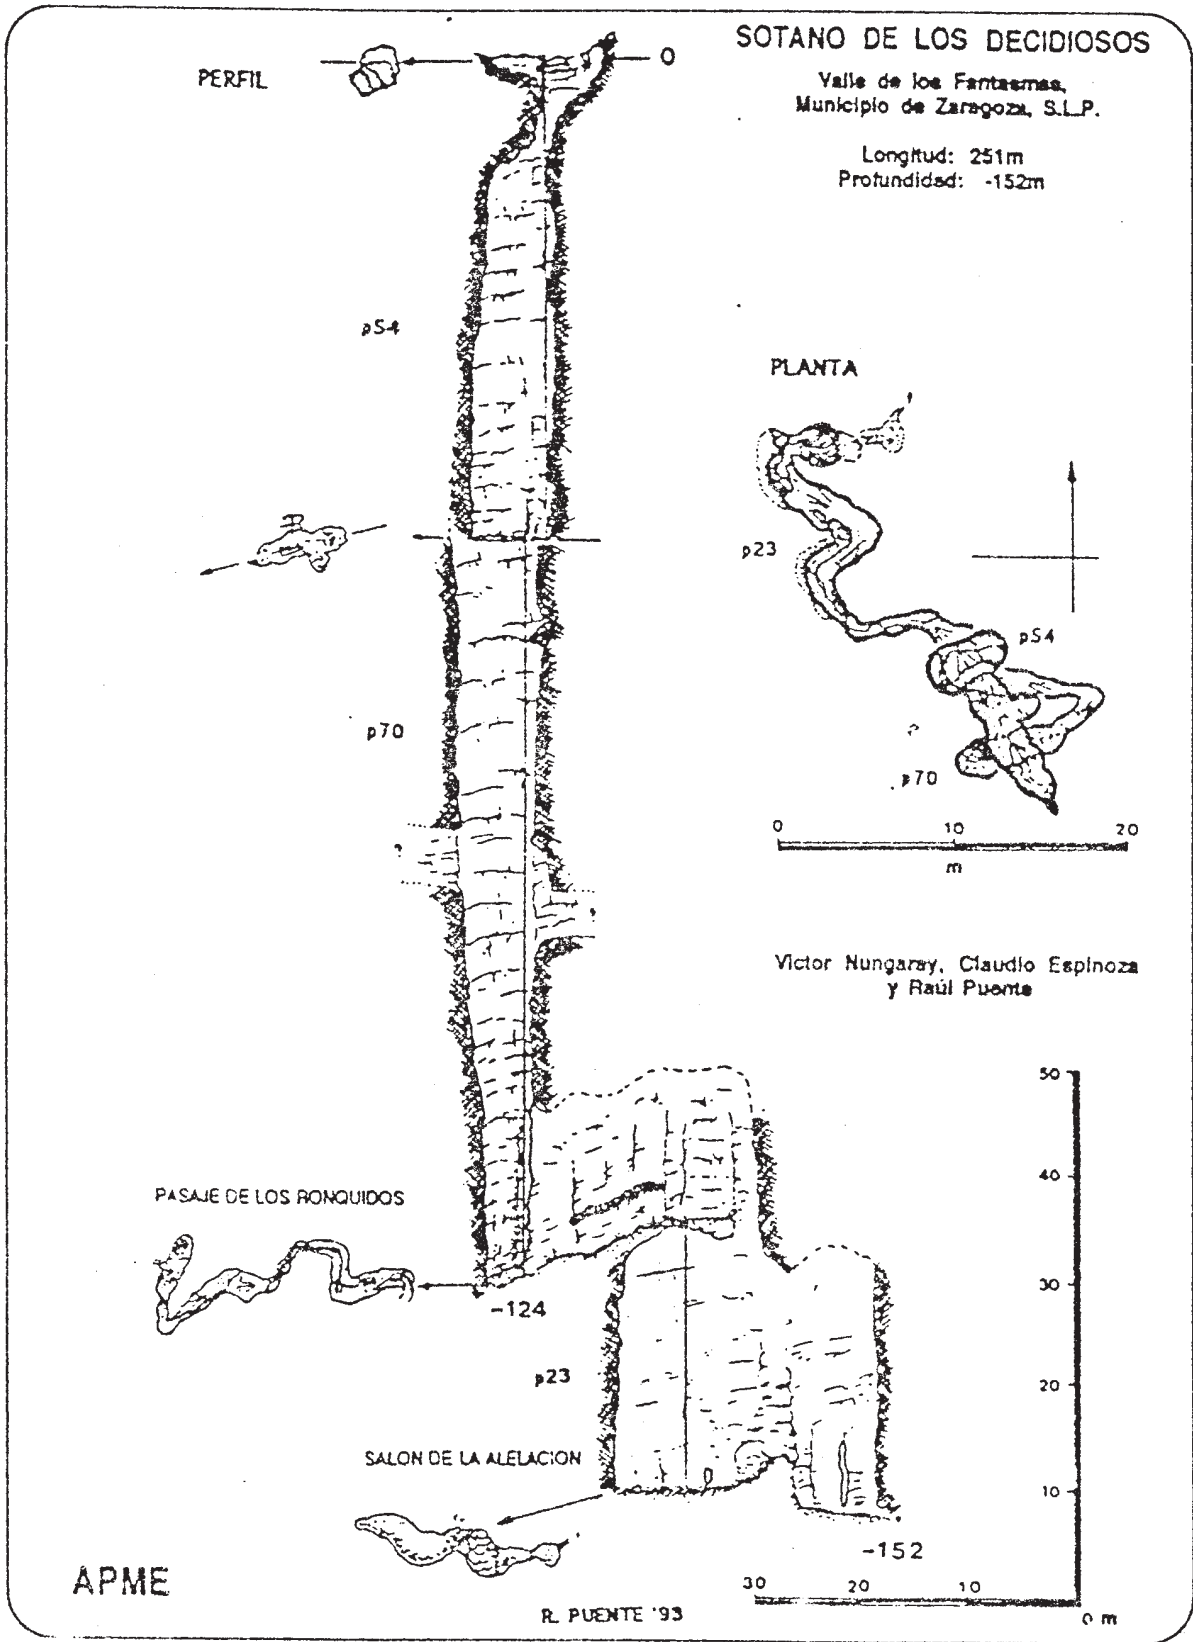 SOTANO DE LOS DECIDIOSOS
Valle de los Fantasmas,
Municipio de Zaragoza, S.L.P.
Longitud: 251m
Profundidad: -152m
PERFIL
0
p54
PLANTA
p23
p54
?
p70
0 10 20
m
p70
?
?
Victor Nungaray, Claudio Espinoza
y Raúl Puente
PASAJE DE LOS RONQUIDOS
-124
p23
SALON DE LA ALELACION
-152
50
40
30
20
10
30 20 10
0 m
APME
R. PUENTE '93